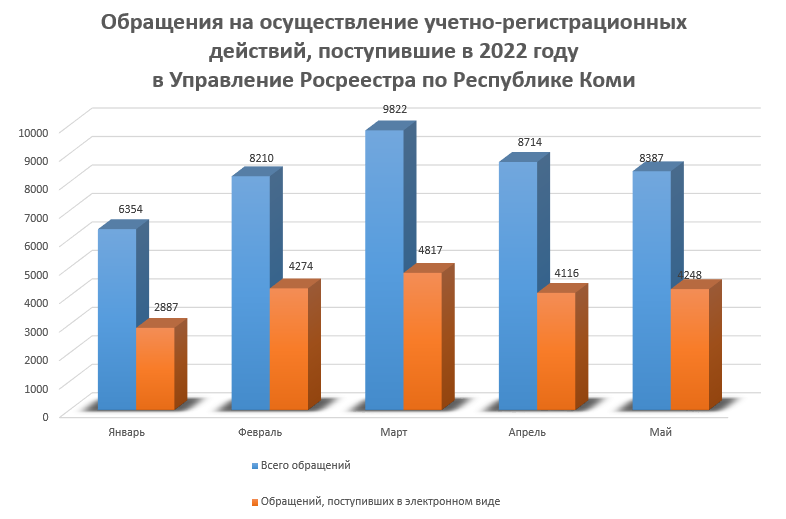 Обращения на осуществление учетно-регистрационных
действий, поступившие в 2022 году
в Управление Росреестра по Республике Коми
9822
10000
9000
8000
7000
6000
5000
4000
3000
2000
1000
0
6354
2887
8210
4274
4817
8714
4116
8387
4248
Январь
Февраль
Март
Апрель
Май
Всего обращений
Обращений, поступивших в электронном виде